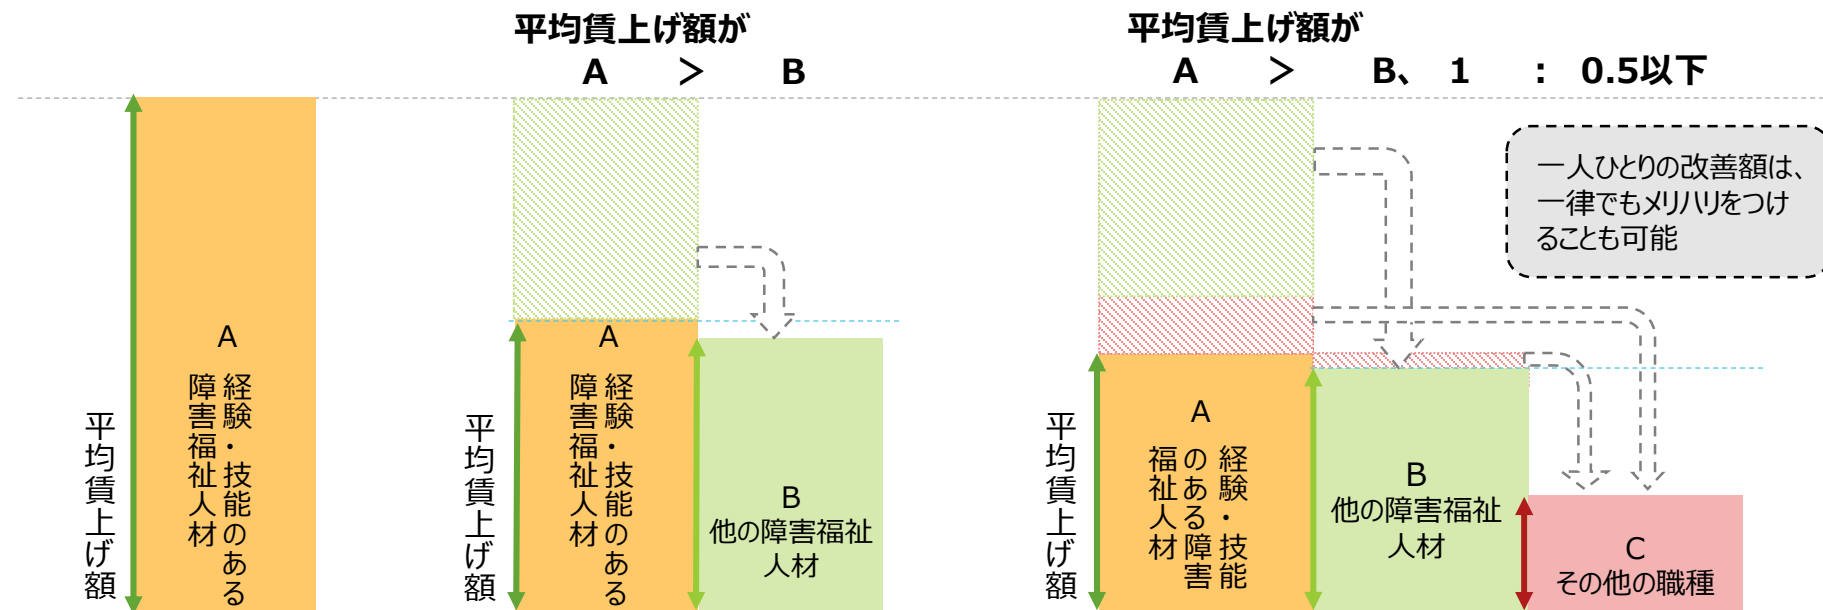 平均賃上げ額が
A ＞ B
平均賃上げ額が
A ＞ B、 1 : 0.5以下
一人ひとりの改善額は、
一律でもメリハリをつけ
ることも可能
平均賃上げ額
A
経験・技能のある
障害福祉人材
平均賃上げ額
A
経験・技能のある
障害福祉人材
B
他の障害福祉
人材
平均賃上げ額
A
経験・技能
のある障害
福祉人材
B
他の障害福祉
人材
C
その他の職種